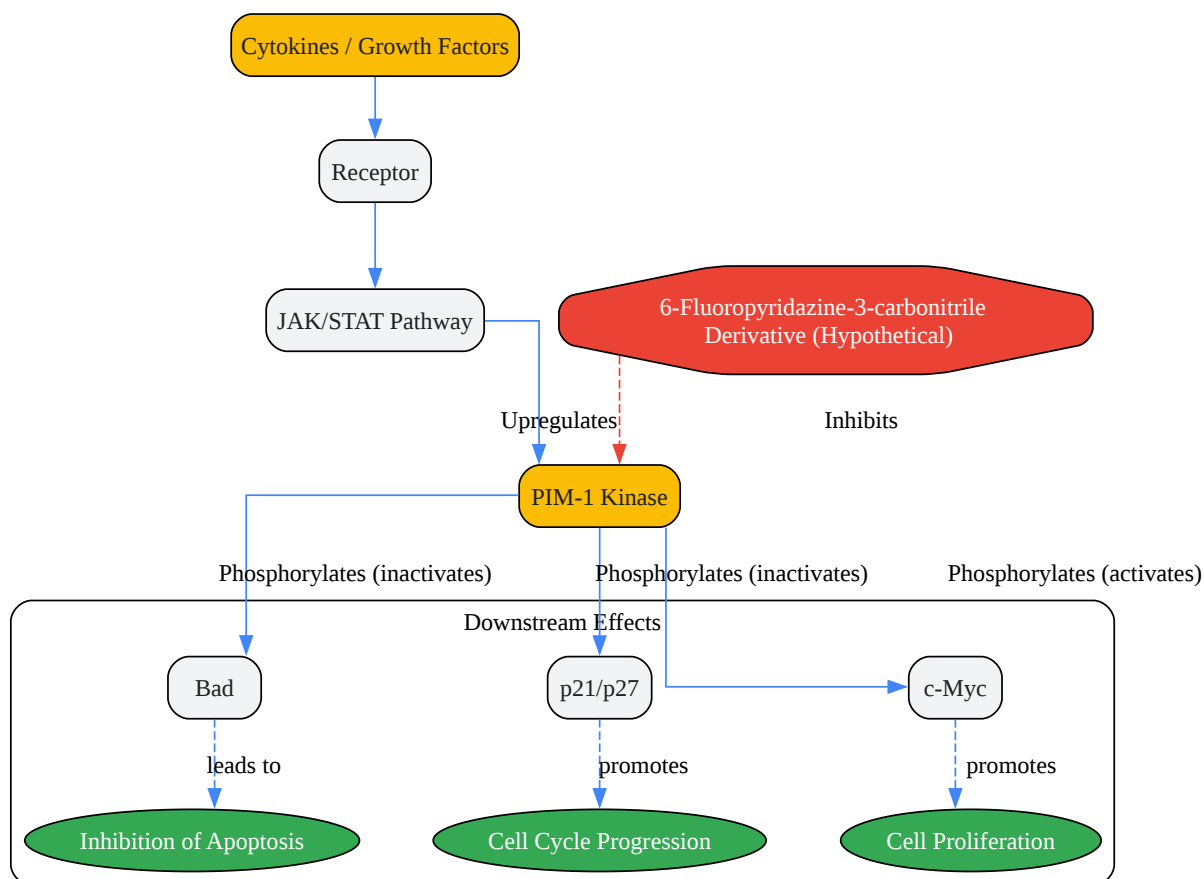 Cytokines / Growth Factors
Receptor
JAK/STAT Pathway
6-Fluoropyridazine-3-carbonitrile
Derivative (Hypothetical)
Upregulates
Inhibits
PIM-1 Kinase
Phosphorylates (inactivates)
Phosphorylates (inactivates)
Phosphorylates (activates)
Downstream Effects
Bad
p21/p27
c-Myc
leads to
promotes
promotes
Inhibition of Apoptosis
Cell Cycle Progression
Cell Proliferation